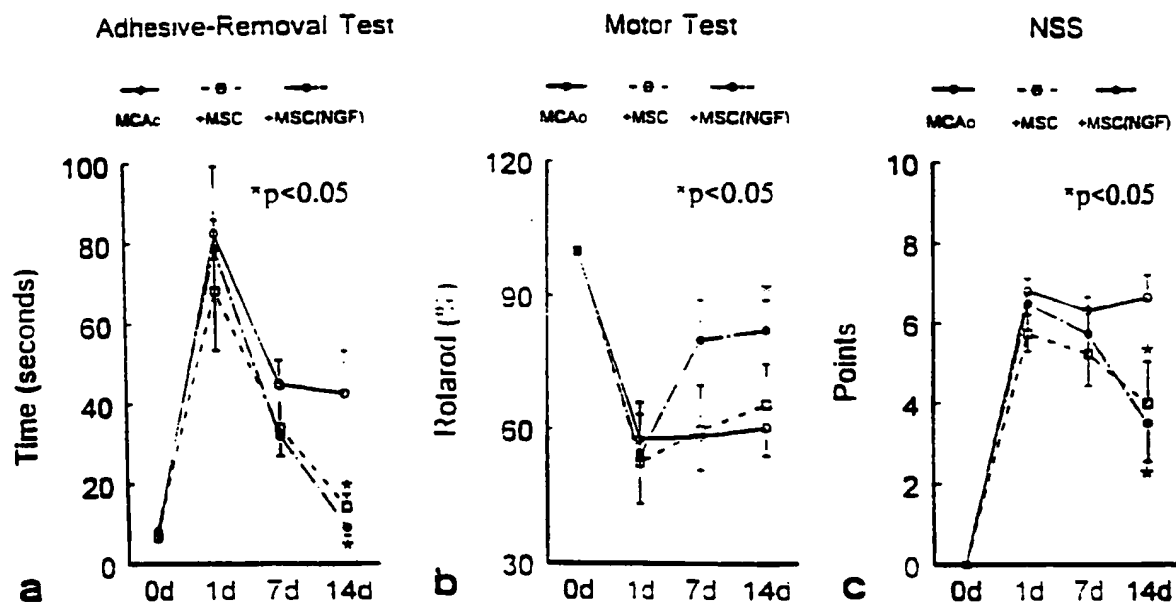 Adhesive-Removal Test
Motor Test
NSS
MCAc
+MSC
+MSC(NGF)
MCAo
+MSC
+MSC(NGF)
MCAo
+MSC
+MSC(NGF)
*p<0.05
*p<0.05
*p<0.05
Time (seconds)
100
80
60
40
20
0
0d
1d
7d
14d
a
Rolarod (%)
120
90
60
30
0d
1d
7d
14d
b
Points
10
8
6
4
2
0
0d
1d
7d
14d
c